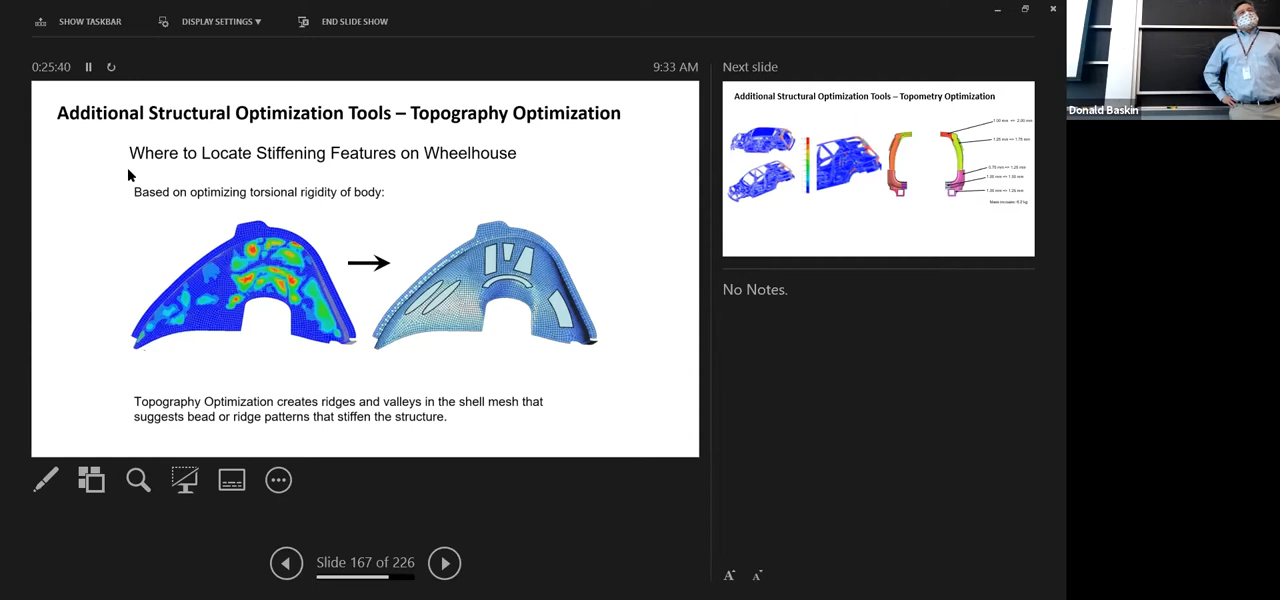 SHOW TASKBAR
DISPLAY SETTINGS ▼
END SLIDE SHOW
0:25:40
9:33 AM
Additional Structural Optimization Tools – Topography Optimization
Where to Locate Stiffening Features on Wheelhouse
Based on optimizing torsional rigidity of body:
Topography Optimization creates ridges and valleys in the shell mesh that
suggests bead or ridge patterns that stiffen the structure.
Slide 167 of 226
Next slide
Additional Structural Optimization Tools – Topometry Optimization
No Notes.
A
A
Donald Baskin